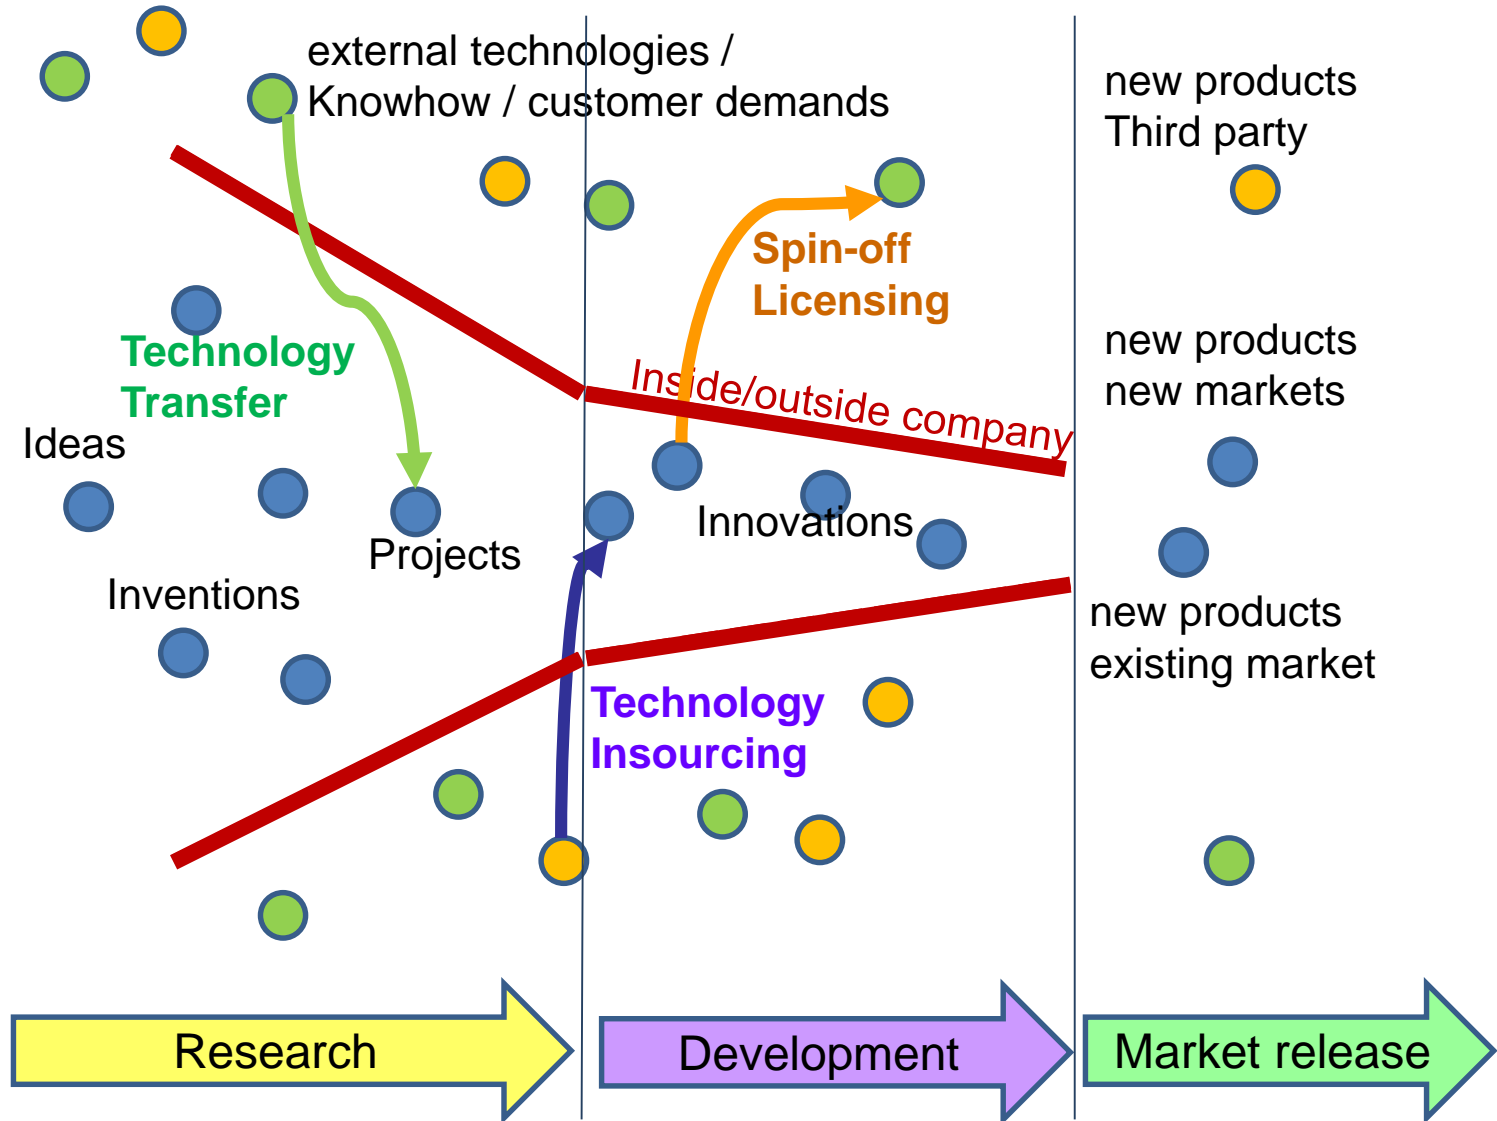 external technologies /
Knowhow / customer demands
new products
Third party
Spin-off
Licensing
Technology
Transfer
Inside/outside company
new products
new markets
Ideas
Projects
Innovations
Inventions
new products
existing market
Technology
Insourcing
Research
Development
Market release